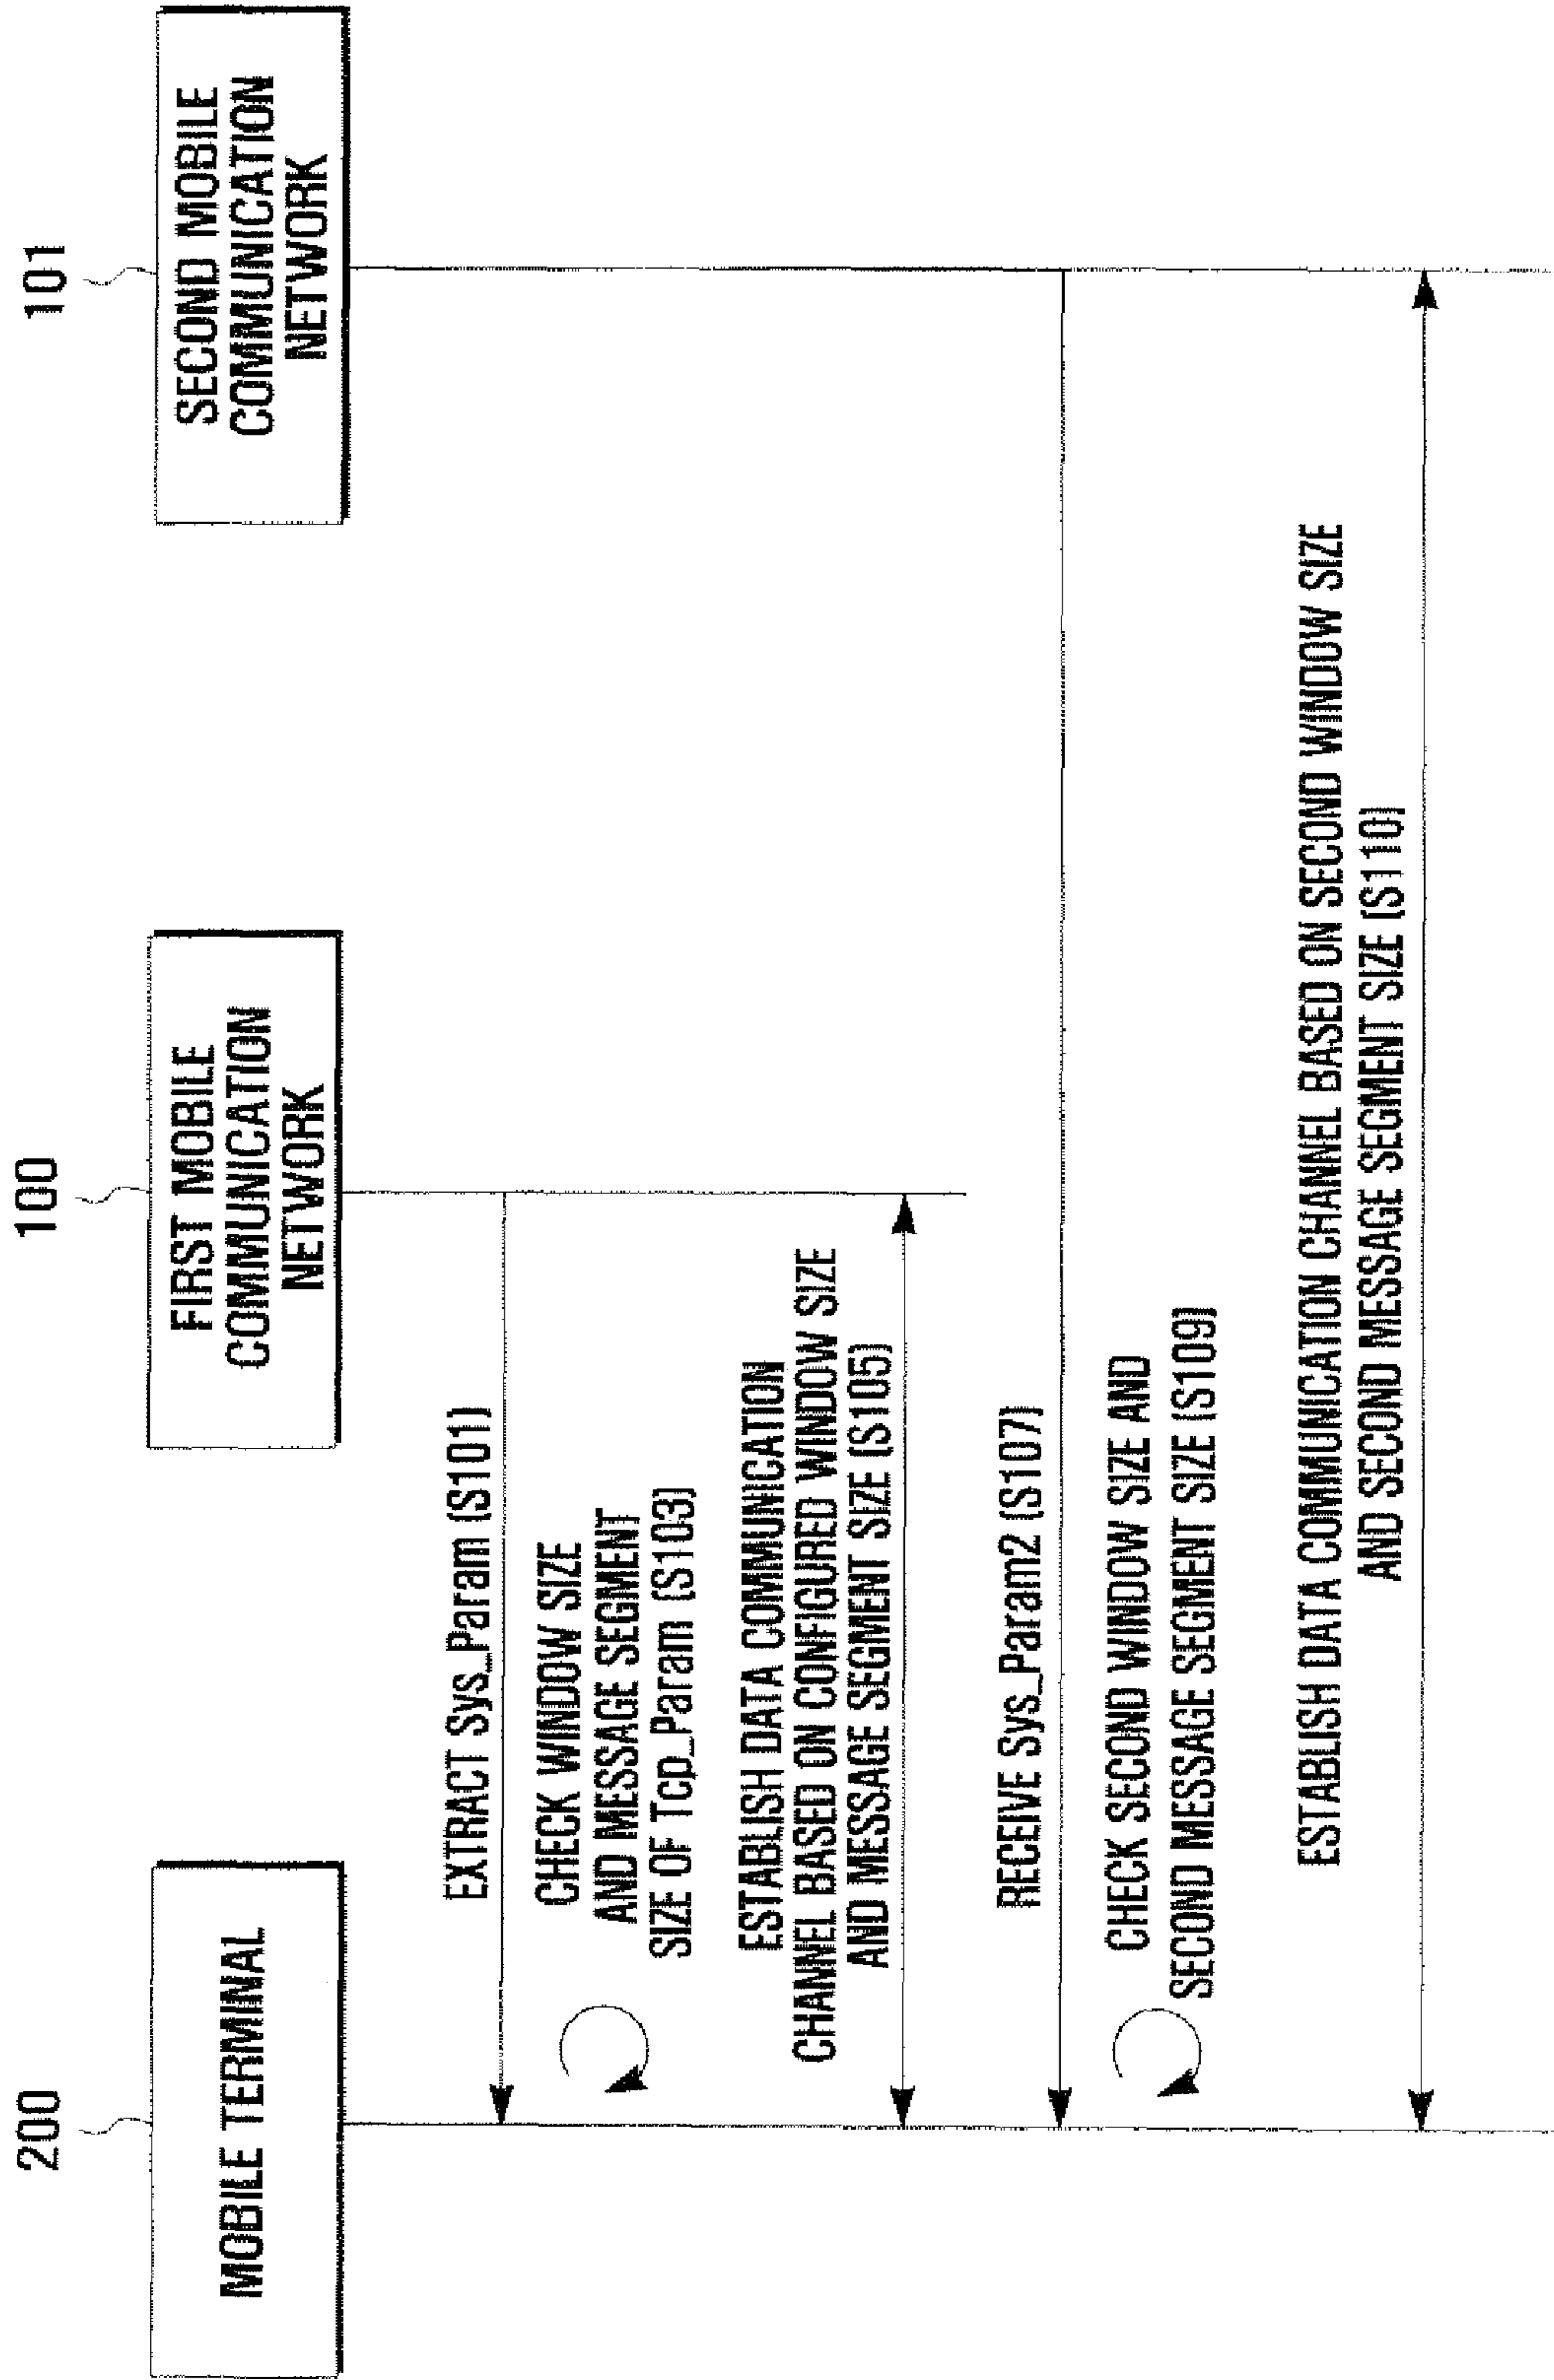 200
MOBILE TERMINAL
100
FIRST MOBILE
COMMUNICATION
NETWORK
101
SECOND MOBILE
COMMUNICATION
NETWORK
EXTRACT Sys_Param (S101)
CHECK WINDOW SIZE
AND MESSAGE SEGMENT
SIZE OF Tcp_Param (S103)
ESTABLISH DATA COMMUNICATION
CHANNEL BASED ON CONFIGURED WINDOW SIZE
AND MESSAGE SEGMENT SIZE (S105)
RECEIVE Sys_Param2 (S107)
CHECK SECOND WINDOW SIZE AND
SECOND MESSAGE SEGMENT SIZE (S109)
ESTABLISH DATA COMMUNICATION CHANNEL BASED ON SECOND WINDOW SIZE
AND SECOND MESSAGE SEGMENT SIZE (S110)